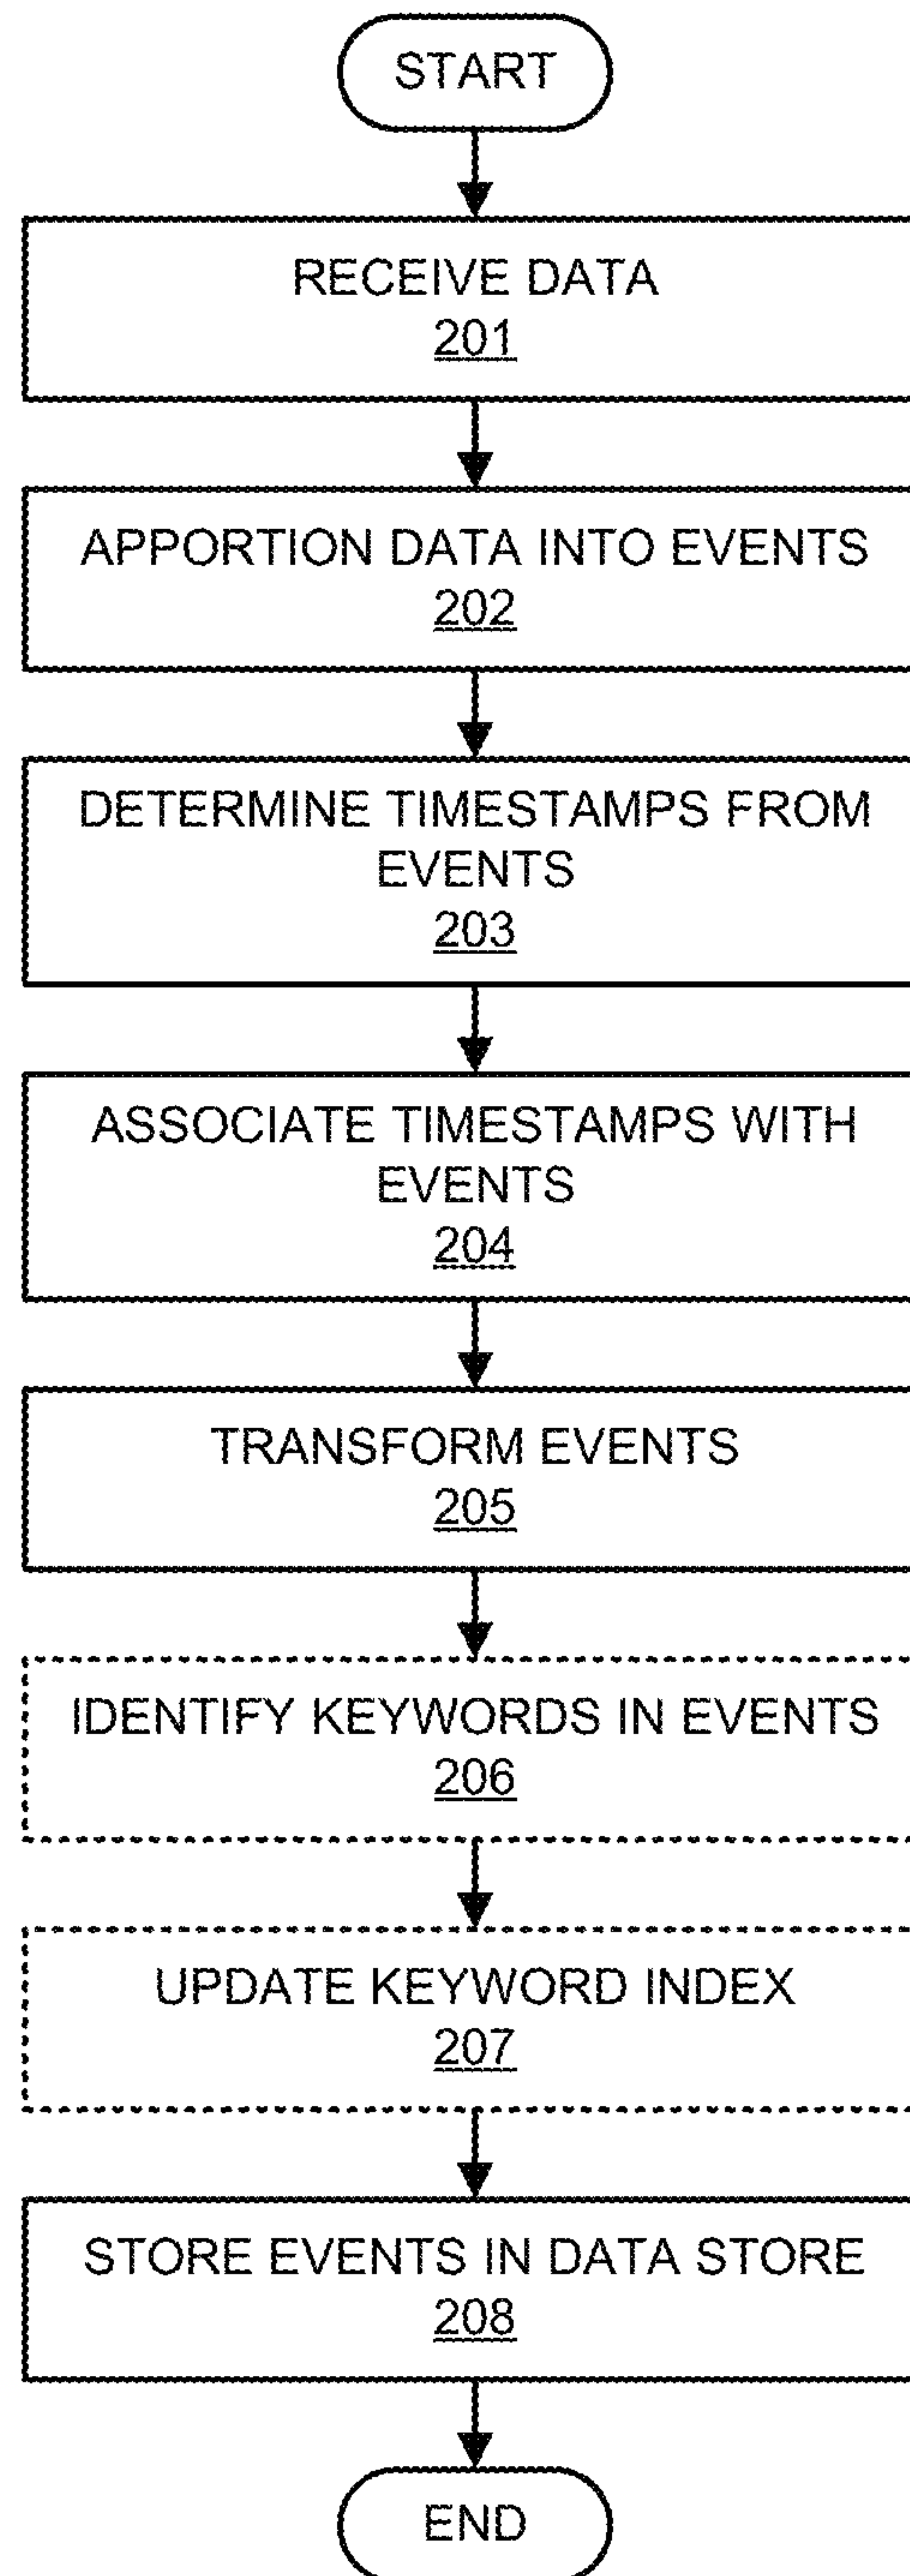 START
RECEIVE DATA
201
APPORTION DATA INTO EVENTS
202
DETERMINE TIMESTAMPS FROM
EVENTS
203
ASSOCIATE TIMESTAMPS WITH
EVENTS
204
TRANSFORM EVENTS
205
IDENTIFY KEYWORDS IN EVENTS
206
UPDATE KEYWORD INDEX
207
STORE EVENTS IN DATA STORE
208
END